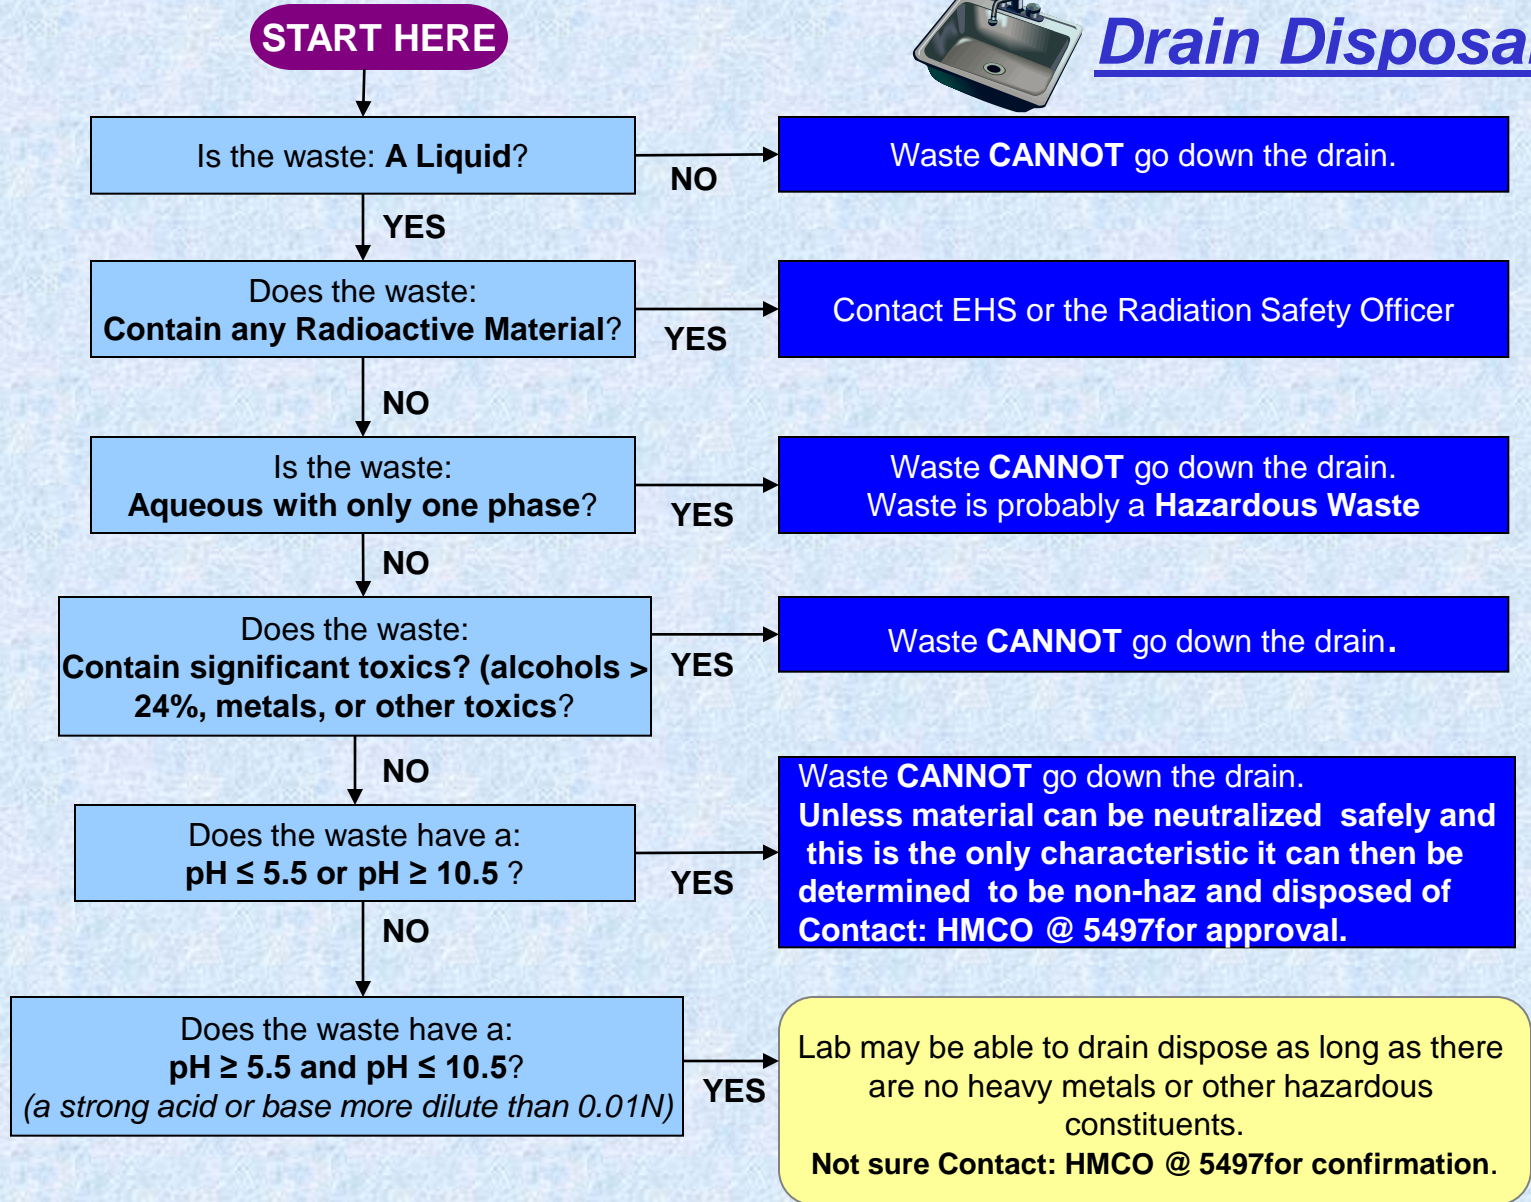 START HERE
Drain Disposal
Is the waste: A Liquid?
NO
Waste CANNOT go down the drain.
YES
Does the waste:
Contain any Radioactive Material?
YES
Contact EHS or the Radiation Safety Officer
NO
Is the waste:
Aqueous with only one phase?
YES
Waste CANNOT go down the drain.
Waste is probably a Hazardous Waste
NO
Does the waste:
Contain significant toxics? (alcohols >
24%, metals, or other toxics?
YES
Waste CANNOT go down the drain.
NO
Does the waste have a:
pH ≤ 5.5 or pH ≥ 10.5 ?
YES
Waste CANNOT go down the drain.
Unless material can be neutralized safely and
this is the only characteristic it can then be
determined to be non-haz and disposed of
Contact: HMCO @ 5497for approval.
NO
Does the waste have a:
pH ≥ 5.5 and pH ≤ 10.5?
(a strong acid or base more dilute than 0.01N)
YES
Lab may be able to drain dispose as long as there
are no heavy metals or other hazardous
constituents.
Not sure Contact: HMCO @ 5497for confirmation.